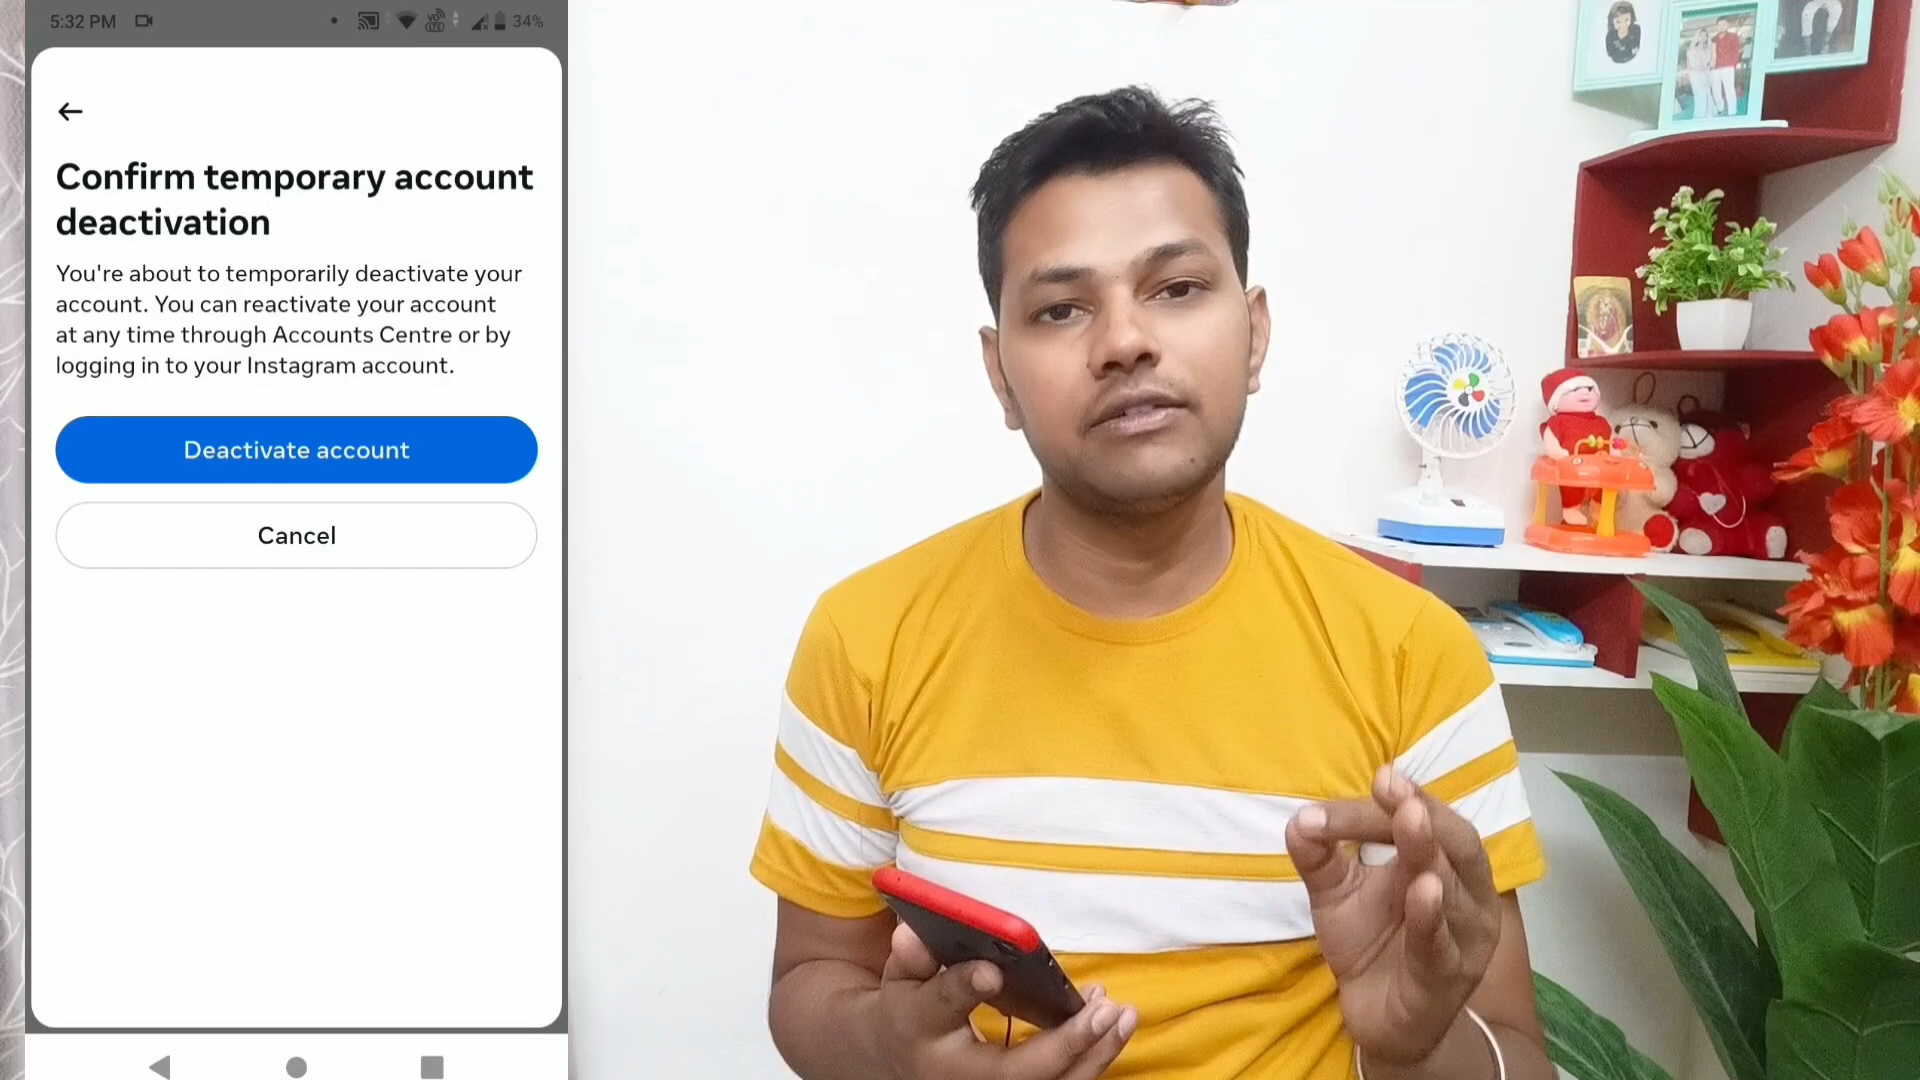 5:32 PM
VO
LTE
34%
Confirm temporary account
deactivation
You're about to temporarily deactivate your
account. You can reactivate your account
at any time through Accounts Centre or by
logging in to your Instagram account.
Deactivate account
Cancel